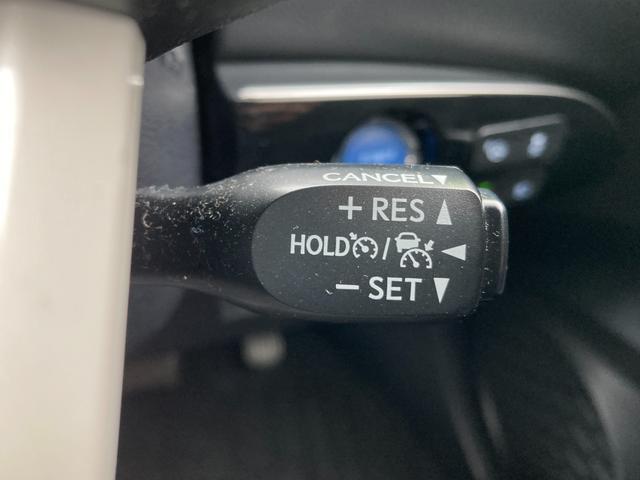 CANCEL▼
+ RES ▲
HOLD / ◀
− SET ▼